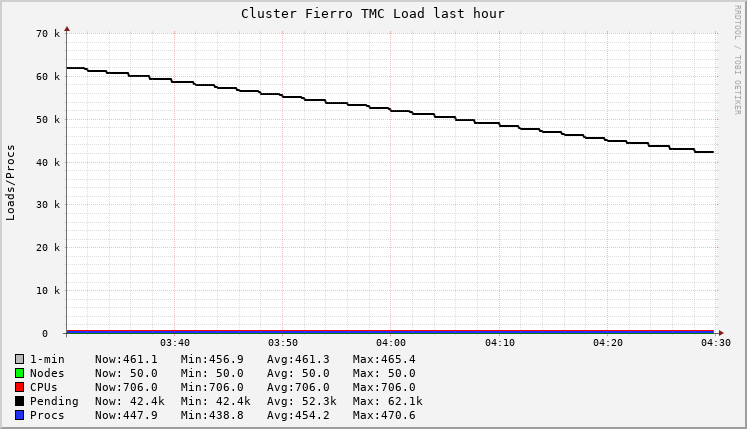 Cluster Fierro TMC Load last hour
RRDTOOL / TOBI OETIKER
Loads/Procs
70 k
60 k
50 k
40 k
30 k
20 k
10 k
0
03:40 03:50 04:00 04:10 04:20 04:30
1-min Now:461.1 Min:456.9 Avg:461.3 Max:465.4
Nodes Now: 50.0 Min: 50.0 Avg: 50.0 Max: 50.0
CPUs Now:706.0 Min:706.0 Avg:706.0 Max:706.0
Pending Now: 42.4k Min: 42.4k Avg: 52.3k Max: 62.1k
Procs Now:447.9 Min:438.8 Avg:454.2 Max:470.6